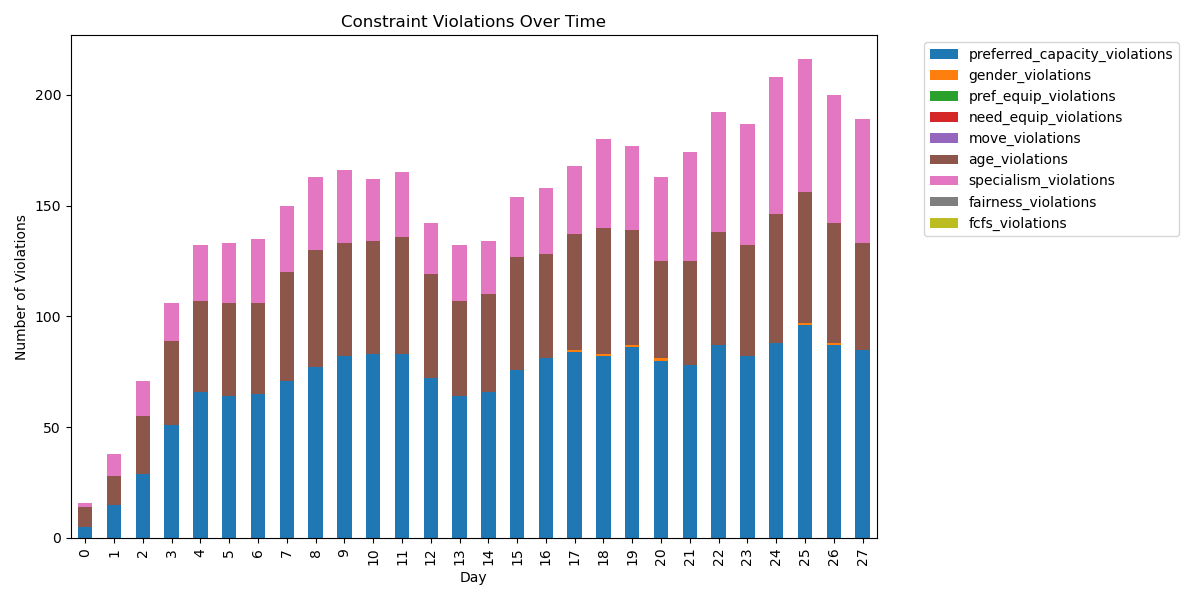 Constraint Violations Over Time
Number of Violations
200
150
100
50
0
0 1 2 3 4 5 6 7 8 9 10 11 12 13 14 15 16 17 18 19 20 21 22 23 24 25 26 27
Day
preferred_capacity_violations
gender_violations
pref_equip_violations
need_equip_violations
move_violations
age_violations
specialism_violations
fairness_violations
fcfs_violations